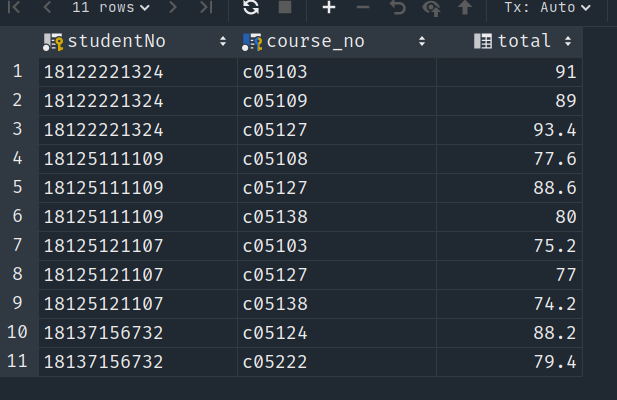 11 rows Tx: Auto
studentNo course_no total
1 18122221324 c05103 91
2 18122221324 c05109 89
3 18122221324 c05127 93.4
4 18125111109 c05108 77.6
5 18125111109 c05127 88.6
6 18125111109 c05138 80
7 18125121107 c05103 75.2
8 18125121107 c05127 77
9 18125121107 c05138 74.2
10 18137156732 c05124 88.2
11 18137156732 c05222 79.4